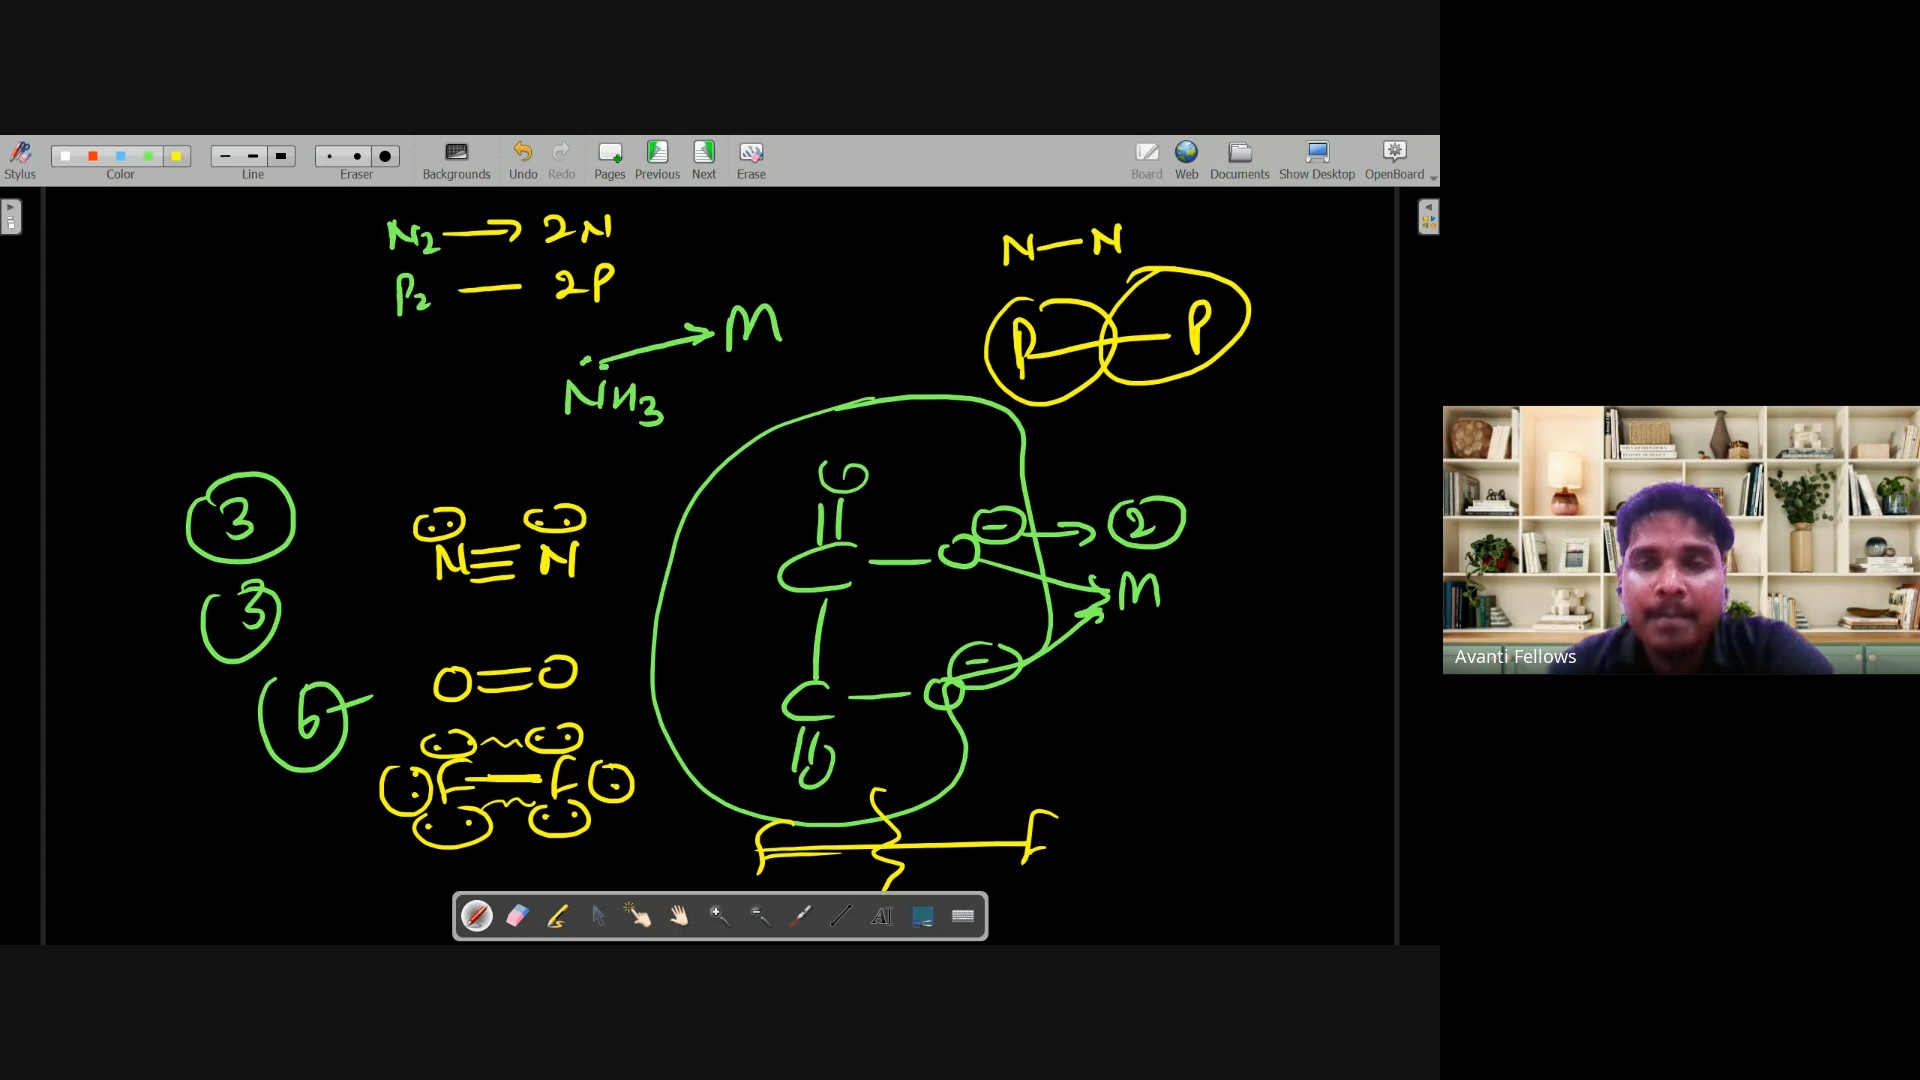 Stylus Color Line Eraser Backgrounds Undo Redo Pages Previous Next Erase Board Web Documents Show Desktop OpenBoard
N2 → 2N
P2 — 2P
N—N
P—P
M
NH3
O
3
N≡N
C—O − → 2
M
3
O=O
C—O −
6
O
F—F
F F
Avanti Fellows